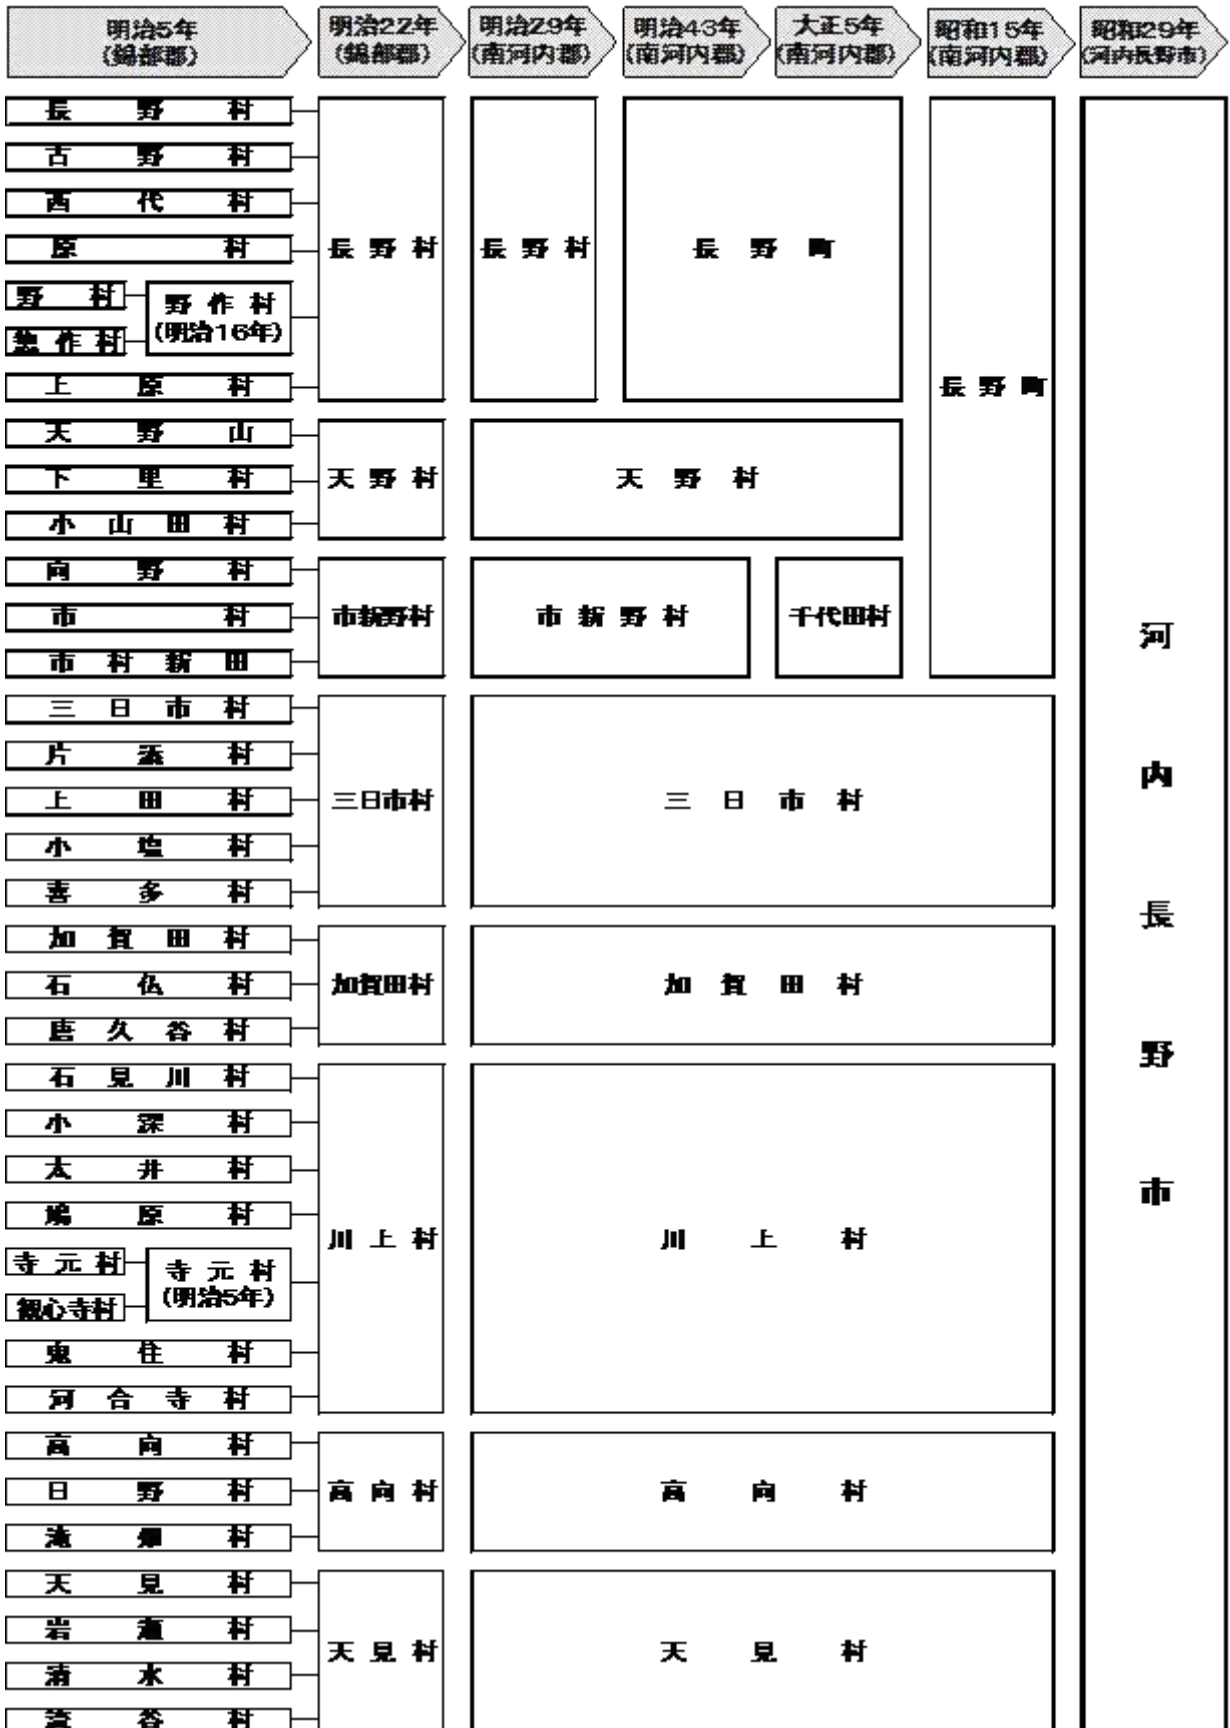 明治5年
(錦部郡)
明治22年
(錦部郡)
明治29年
(南河内郡)
明治43年
(南河内郡)
大正5年
(南河内郡)
昭和15年
(南河内郡)
昭和29年
(河内長野市)
長野村
古野村
西代村
原村
野村
惣作村
野作村
(明治16年)
上原村
長野村
長野村
長野町
天野山
下里村
小山田村
天野村
天野村
向野村
市村
市村新田
市新野村
市新野村
千代田村
長野町
三日市村
片添村
上田村
小塩村
喜多村
三日市村
三日市村
加賀田村
石仏村
唐久谷村
加賀田村
加賀田村
石見川村
小深村
太井村
鳩原村
寺元村
観心寺村
寺元村
(明治5年)
鬼住村
河合寺村
川上村
川上村
高向村
日野村
滝畑村
高向村
高向村
天見村
岩瀬村
清水村
流谷村
天見村
天見村
河内長野市